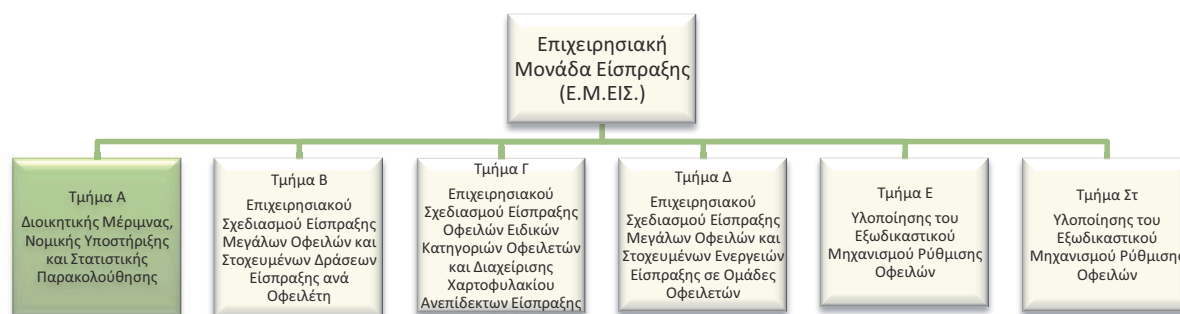 Επιχειρησιακή
Μονάδα Είσπραξης
(Ε.Μ.ΕΙΣ.)
Τμήμα Α
Διοικητικής Μέριμνας,
Νομικής Υποστήριξης
και Στατιστικής
Παρακολούθησης
Τμήμα Β
Επιχειρησιακού
Σχεδιασμού Είσπραξης
Μεγάλων Οφειλών και
Στοχευμένων Δράσεων
Είσπραξης ανά
Οφειλέτη
Τμήμα Γ
Επιχειρησιακού
Σχεδιασμού Είσπραξης
Οφειλών Ειδικών
Κατηγοριών Οφειλετών
και Διαχείρισης
Χαρτοφυλακίου
Ανεπίδεκτων Είσπραξης
Τμήμα Δ
Επιχειρησιακού
Σχεδιασμού Είσπραξης
Μεγάλων Οφειλών και
Στοχευμένων Ενεργειών
Είσπραξης σε Ομάδες
Οφειλετών
Τμήμα Ε
Υλοποίησης του
Εξωδικαστικού
Μηχανισμού Ρύθμισης
Οφειλών
Τμήμα Στ
Υλοποίησης του
Εξωδικαστικού
Μηχανισμού Ρύθμισης
Οφειλών